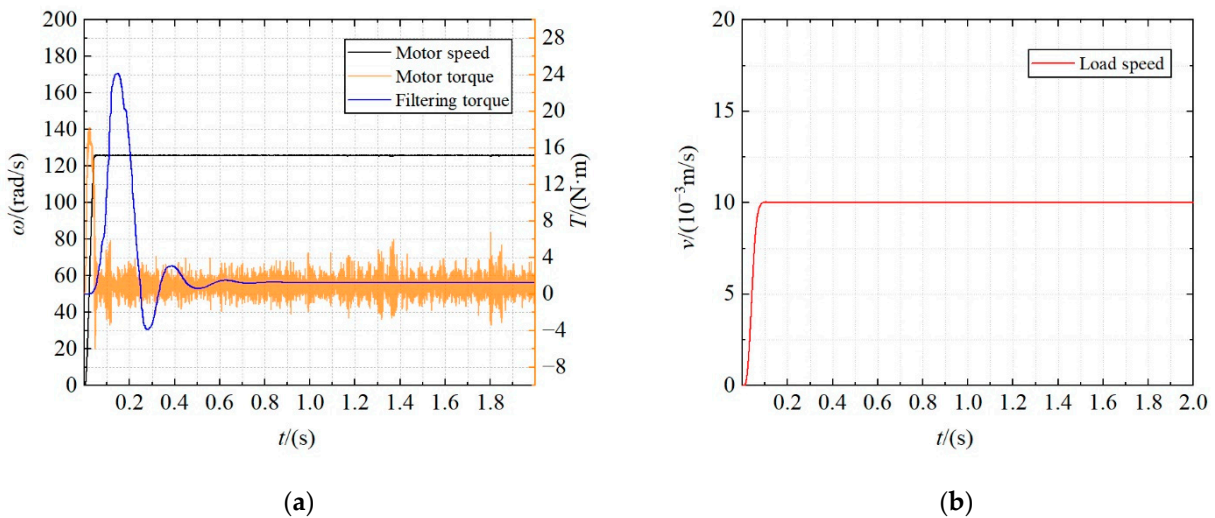 200
180
160
140
120
100
80
60
40
20
0
ω/(rad/s)
0.2 0.4 0.6 0.8 1.0 1.2 1.4 1.6 1.8
t/(s)
28
24
20
16
12
8
4
0
−4
−8
T/(N·m)
Motor speed
Motor torque
Filtering torque
(a)
20
15
10
5
0
v/(10⁻³m/s)
0.2 0.4 0.6 0.8 1.0 1.2 1.4 1.6 1.8 2.0
t/(s)
Load speed
(b)